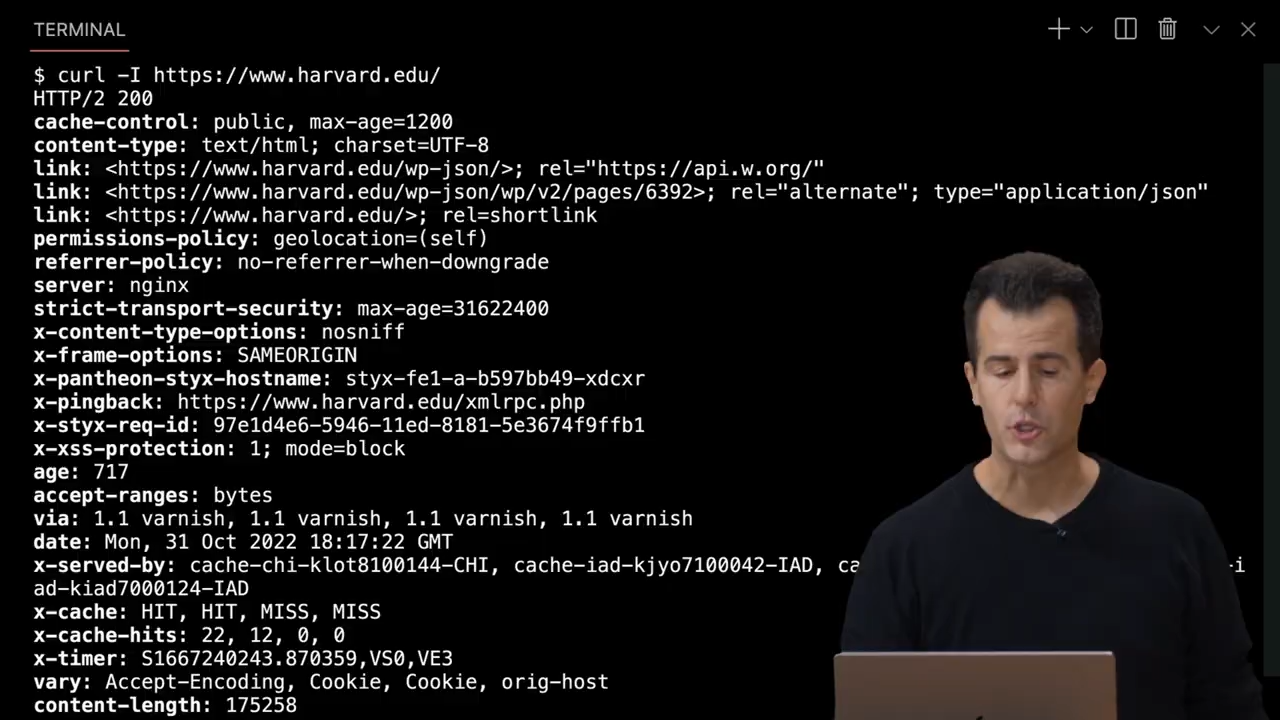 TERMINAL
$ curl -I https://www.harvard.edu/
HTTP/2 200
cache-control: public, max-age=1200
content-type: text/html; charset=UTF-8
link: <https://www.harvard.edu/wp-json/>; rel="https://api.w.org/"
link: <https://www.harvard.edu/wp-json/wp/v2/pages/6392>; rel="alternate"; type="application/json"
link: <https://www.harvard.edu/>; rel=shortlink
permissions-policy: geolocation=(self)
referrer-policy: no-referrer-when-downgrade
server: nginx
strict-transport-security: max-age=31622400
x-content-type-options: nosniff
x-frame-options: SAMEORIGIN
x-pantheon-styx-hostname: styx-fe1-a-b597bb49-xdcxr
x-pingback: https://www.harvard.edu/xmlrpc.php
x-styx-req-id: 97e1d4e6-5946-11ed-8181-5e3674f9ffb1
x-xss-protection: 1; mode=block
age: 717
accept-ranges: bytes
via: 1.1 varnish, 1.1 varnish, 1.1 varnish, 1.1 varnish
date: Mon, 31 Oct 2022 18:17:22 GMT
x-served-by: cache-chi-klot8100144-CHI, cache-iad-kjyo7100042-IAD,
ad-kiad7000124-IAD
x-cache: HIT, HIT, MISS, MISS
x-cache-hits: 22, 12, 0, 0
x-timer: S1667240243.870359,VS0,VE3
vary: Accept-Encoding, Cookie, Cookie, orig-host
content-length: 175258